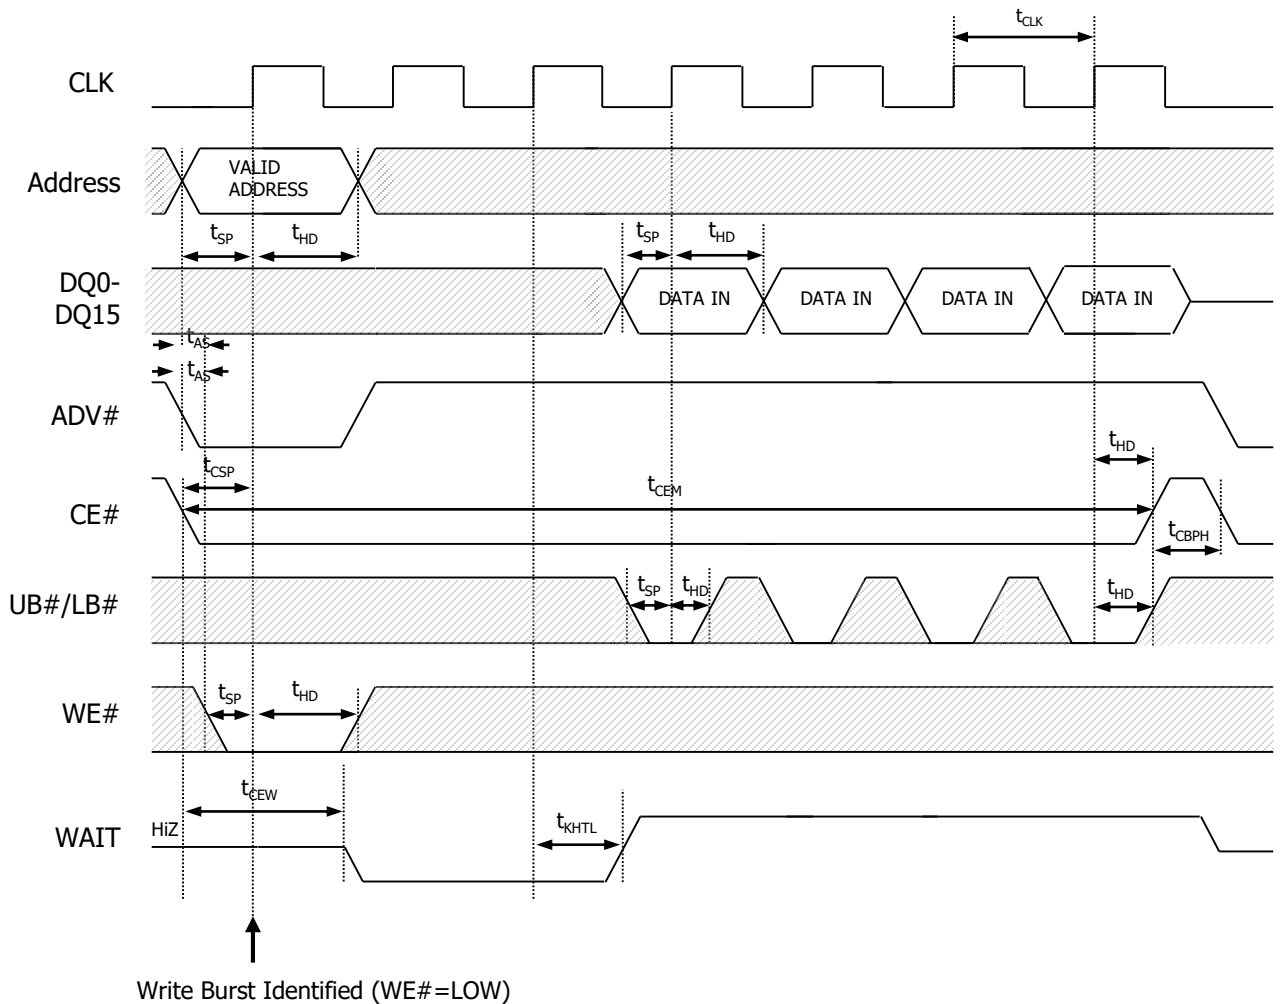 tCLK
CLK
VALID
ADDRESS
Address
tSP tHD tSP tHD
DQ0-
DQ15
DATA IN DATA IN DATA IN DATA IN
tAS
tAS
ADV#
tHD
tCSP
tCEM
CE#
tCBPH
UB#/LB#
tSP tHD tHD
WE#
tSP tHD
tCEW
HiZ
tKHTL
WAIT
Write Burst Identified (WE#=LOW)